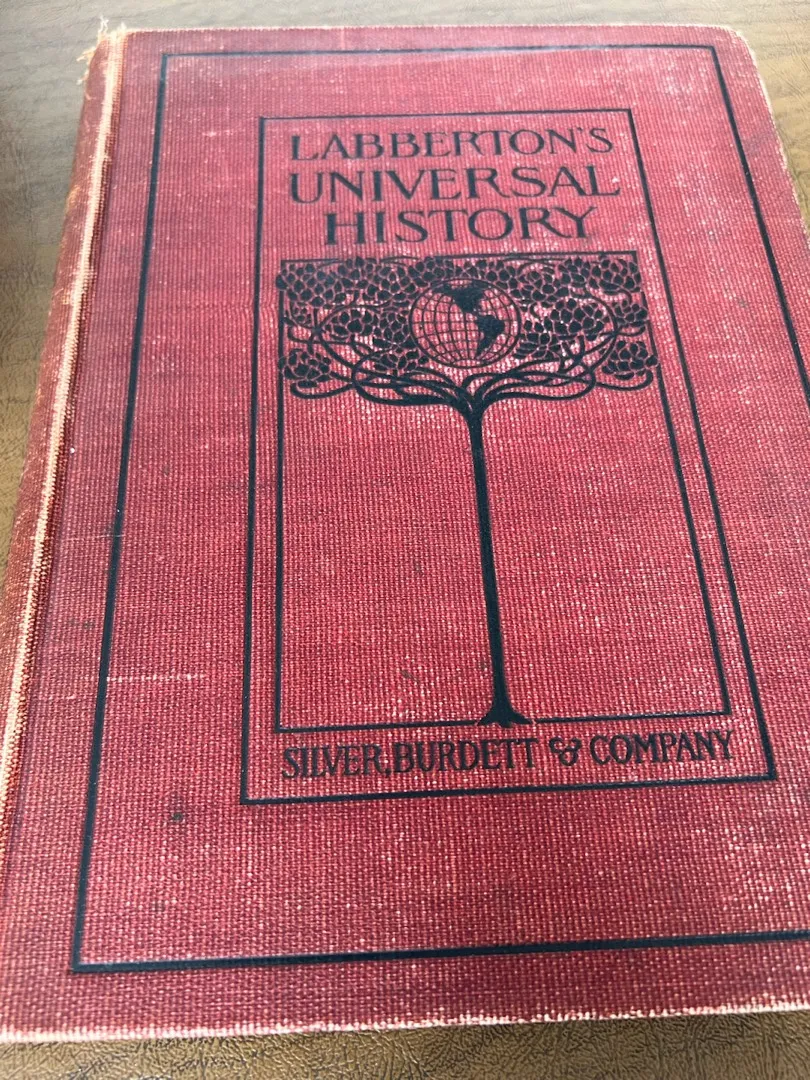 LABBERTON'S
UNIVERSAL
HISTORY
SILVER, BURDETT & COMPANY